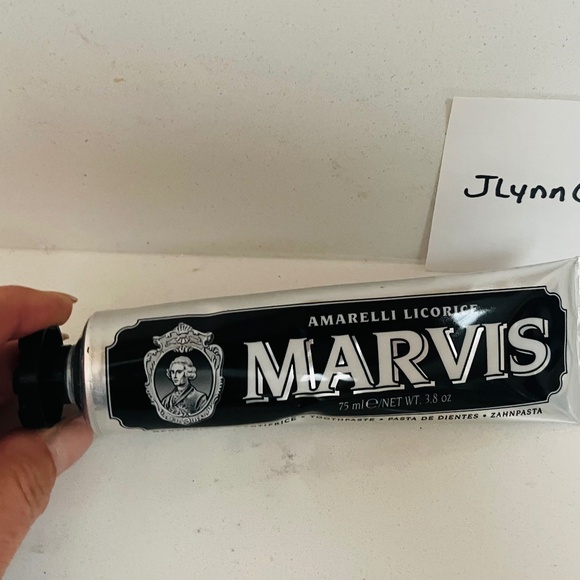 JLynn
AMARELLI LICORICE
MARVIS
75 ml ℮/NET WT. 3.8 oz
TOOTHPASTE • PASTA DE DIENTES • ZAHNPASTA